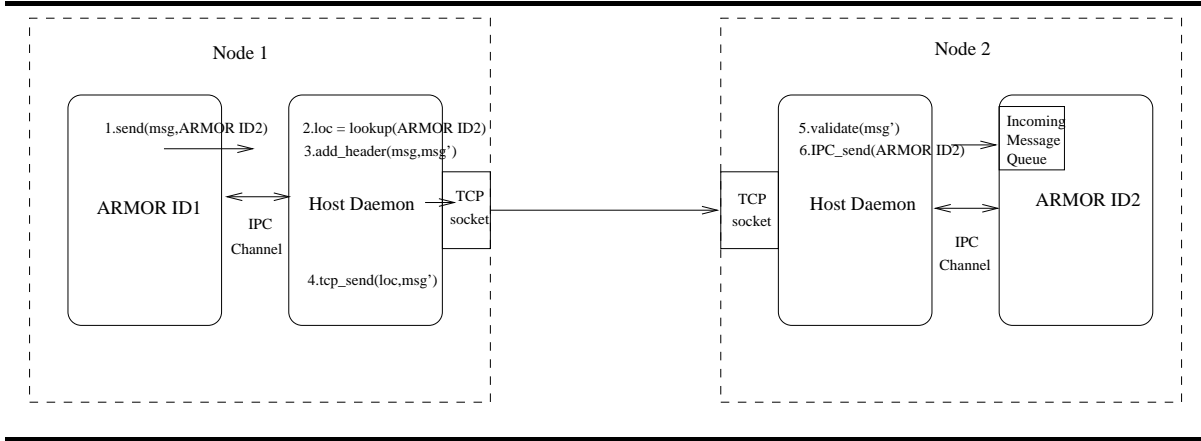 Node 1
1.send(msg,ARMOR ID2)
ARMOR ID1
IPC
Channel
2.loc = lookup(ARMOR ID2)
3.add_header(msg,msg’)
Host Daemon
4.tcp_send(loc,msg’)
TCP
socket
Node 2
TCP
socket
5.validate(msg’)
6.IPC_send(ARMOR ID2)
Host Daemon
IPC
Channel
Incoming
Message
Queue
ARMOR ID2